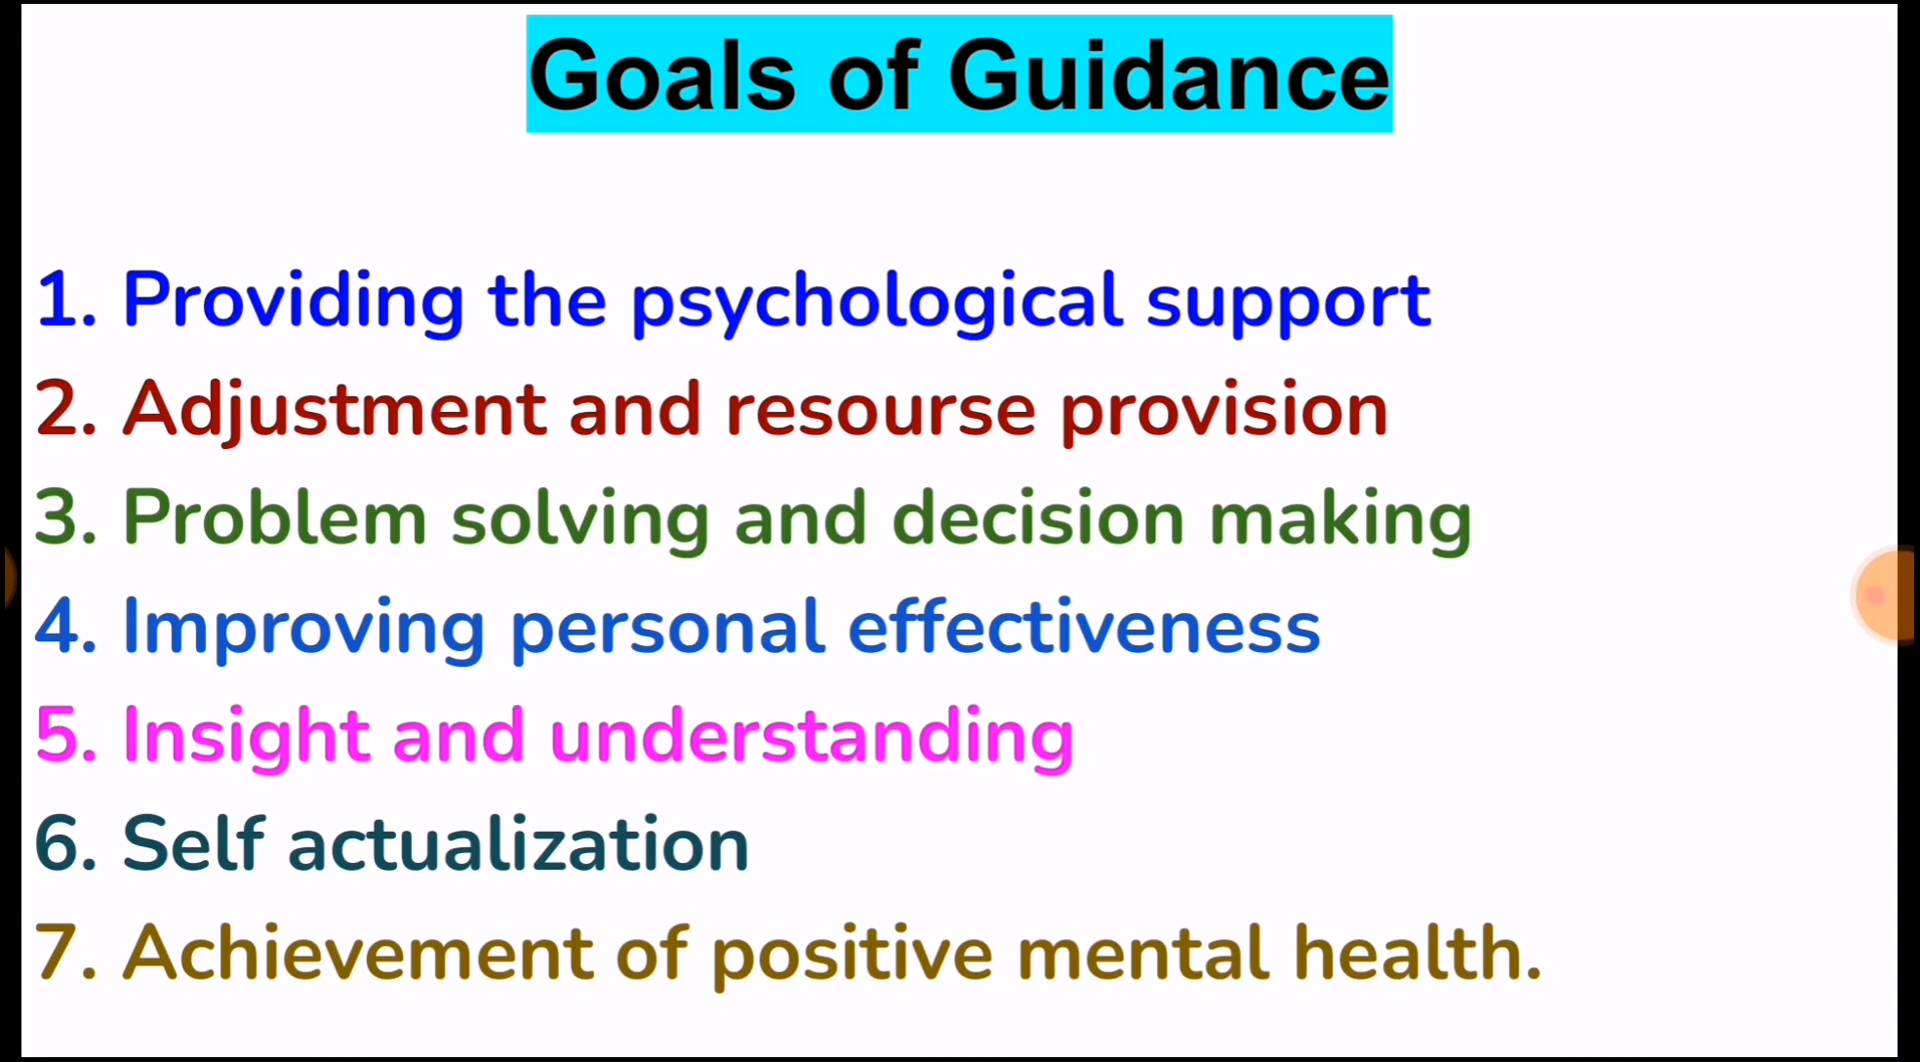 Goals of Guidance
1. Providing the psychological support
2. Adjustment and resourse provision
3. Problem solving and decision making
4. Improving personal effectiveness
5. Insight and understanding
6. Self actualization
7. Achievement of positive mental health.